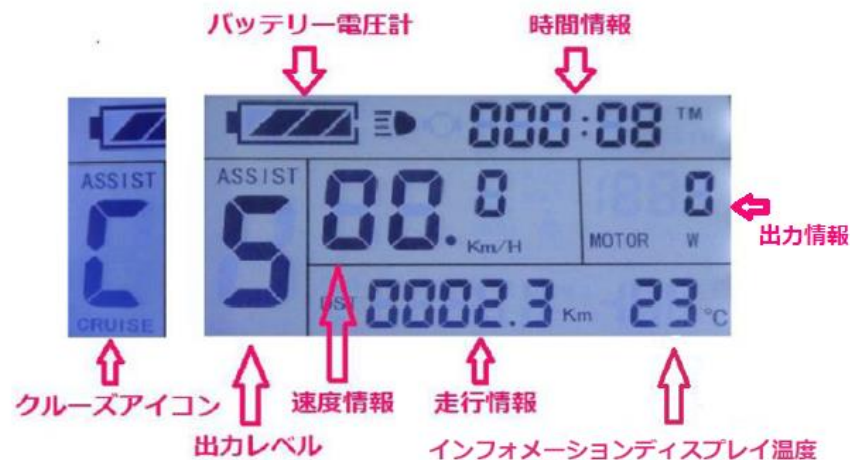 バッテリー電圧計
時間情報
000:08 TM
ASSIST
C
CRUISE
ASSIST
5
00.0
Km/H
0
MOTOR W
出力情報
DST 0002.3 Km
23 °C
クルーズアイコン
速度情報
走行情報
出力レベル
インフォメーションディスプレイ温度